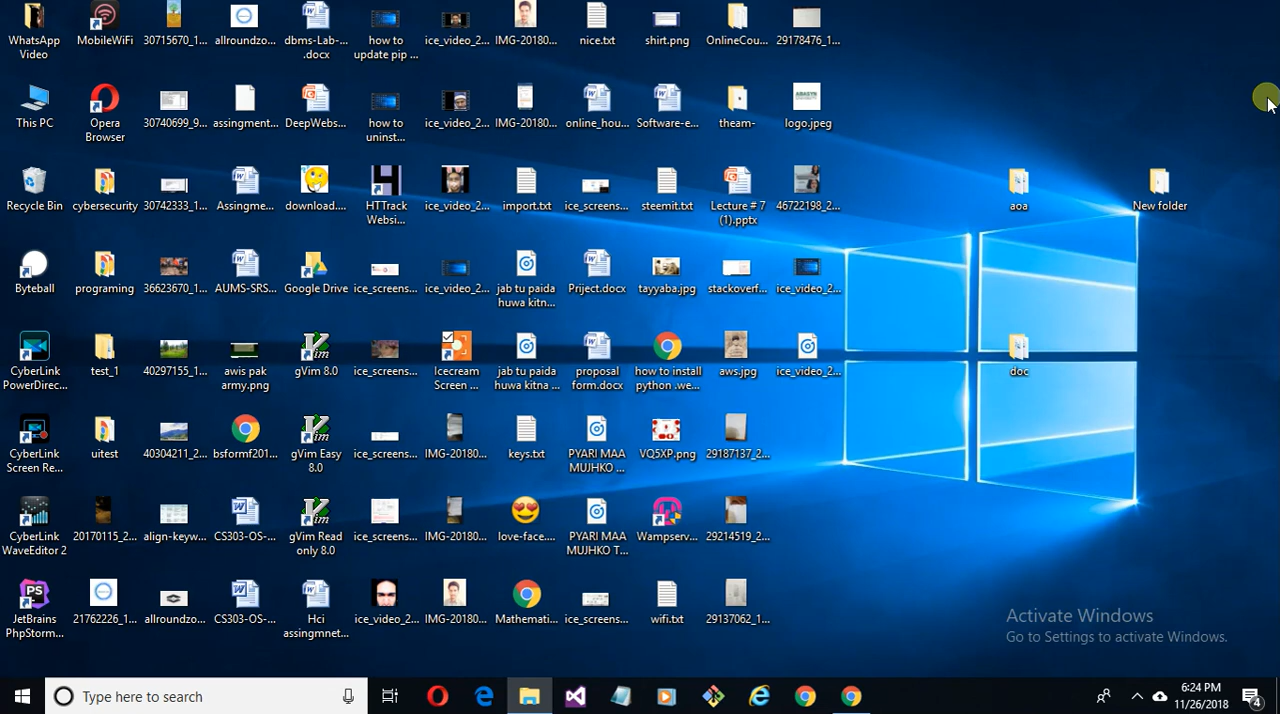 WhatsApp Video
MobileWiFi
30715670_1...
allroundzo...
dbms-Lab-... .docx
how to update pip ...
ice_video_2...
IMG-20180...
nice.txt
shirt.png
OnlineCou...
29178476_1...
This PC
Opera Browser
30740699_9...
assingment...
DeepWebs...
how to uninst...
ice_video_2...
IMG-20180...
online_hou...
Software-e...
theam-
logo.jpeg
Recycle Bin
cybersecurity
30742333_1...
Assingme...
download....
HTTrack Websi...
ice_video_2...
import.txt
ice_screens...
steemit.txt
Lecture # 7 (1).pptx
46722198_2...
aoa
New folder
Byteball
programing
36623670_1...
AUMS-SRS...
Google Drive
ice_screens...
ice_video_2...
jab tu paida huwa kitn...
Priject.docx
tayyaba.jpg
stackoverf...
ice_video_2...
CyberLink PowerDirec...
test_1
40297155_1...
awis pak army.png
gVim 8.0
ice_screens...
Icecream Screen ...
jab tu paida huwa kitna ...
proposal form.docx
how to install python .we...
aws.jpg
ice_video_2...
doc
CyberLink Screen Re...
uitest
40304211_2...
bsformf201...
gVim Easy 8.0
ice_screens...
IMG-20180...
keys.txt
PYARI MAA MUJHKO ...
VQ5XP.png
29187137_2...
CyberLink WaveEditor 2
20170115_2...
align-keyw...
CS303-OS-...
gVim Read only 8.0
ice_screens...
IMG-20180...
love-face....
PYARI MAA MUJHKO T...
Wampserv...
29214519_2...
JetBrains PhpStorm...
21762226_1...
allroundzo...
CS303-OS-...
Hci assingmnet...
ice_video_2...
IMG-20180...
Mathemati...
ice_screens...
wifi.txt
29137062_1...
Activate Windows
Go to Settings to activate Windows.
Type here to search
6:24 PM
11/26/2018
4